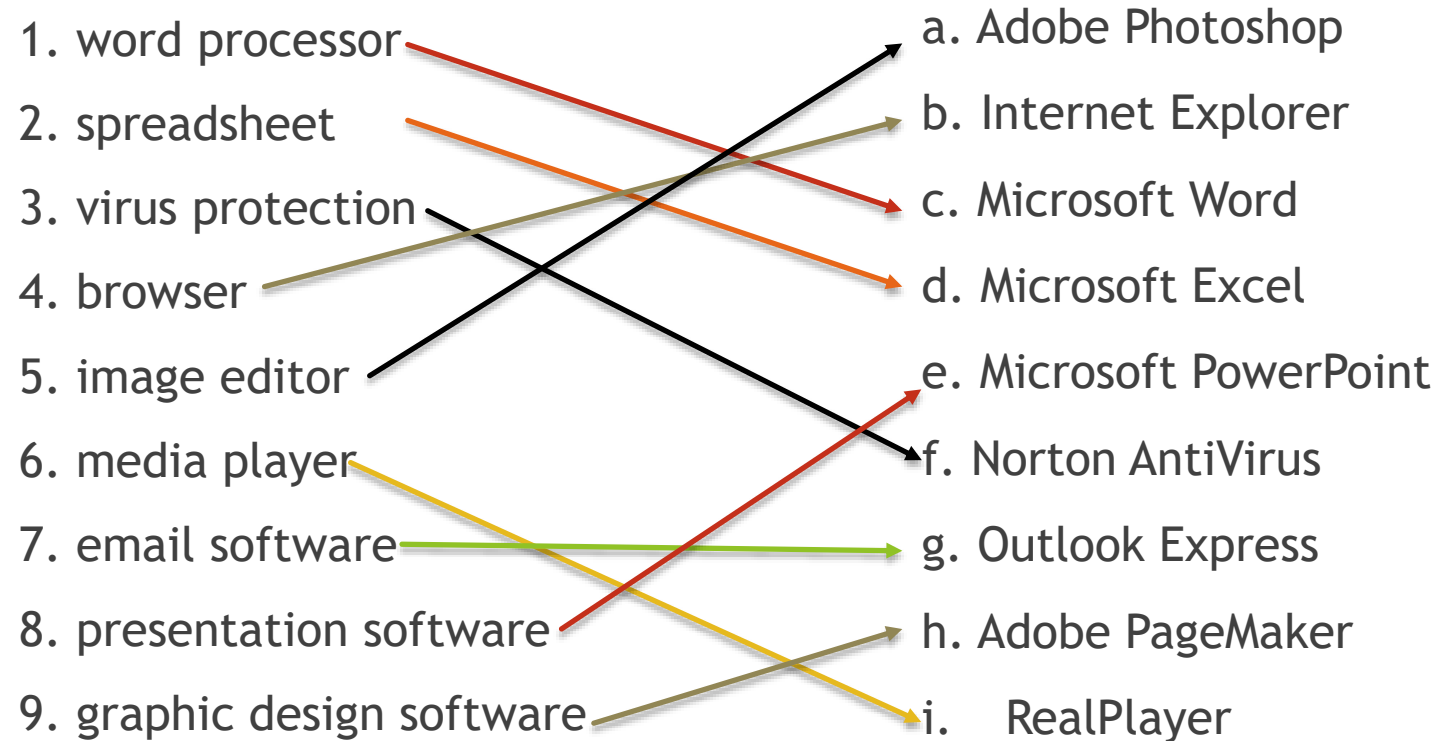 1. word processor
2. spreadsheet
3. virus protection
4. browser
5. image editor
6. media player
7. email software
8. presentation software
9. graphic design software
a. Adobe Photoshop
b. Internet Explorer
c. Microsoft Word
d. Microsoft Excel
e. Microsoft PowerPoint
f. Norton AntiVirus
g. Outlook Express
h. Adobe PageMaker
i. RealPlayer